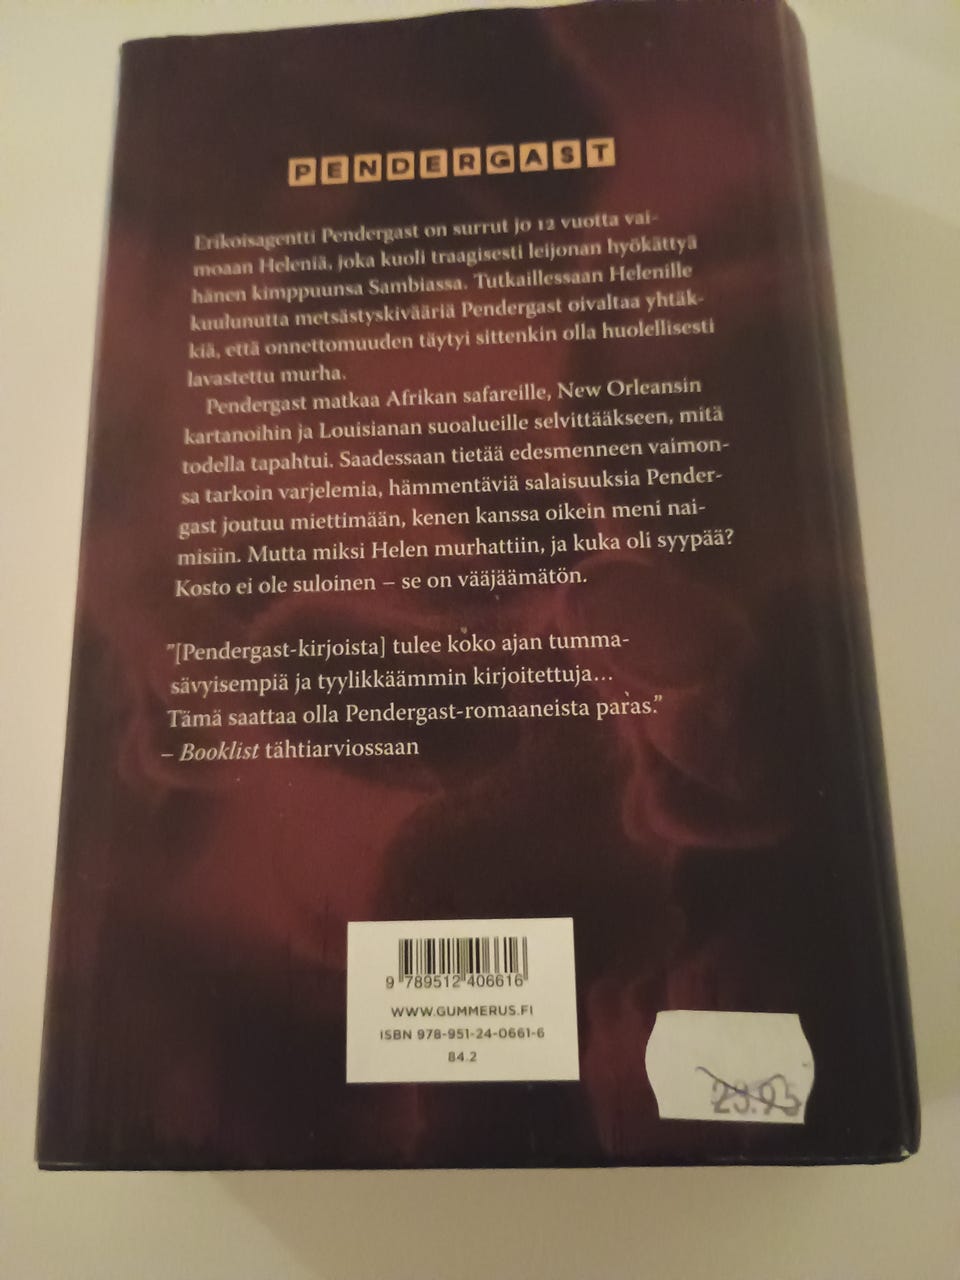 PENDERGAST
Erikoisagentti Pendergast on surrut jo 12 vuotta vai-
moaan Heleniä, joka kuoli traagisesti leijonan hyökättyä
hänen kimppuunsa Sambiassa. Tutkaillessaan Helenille
kuulunutta metsästyskivääriä Pendergast oivaltaa yhtäk-
kiä, että onnettomuuden täytyi sittenkin olla huolellisesti
lavastettu murha.
Pendergast matkaa Afrikan safareille, New Orleansin
kartanoihin ja Louisianan suoalueille selvittääkseen, mitä
todella tapahtui. Saadessaan tietää edesmenneen vaimon-
sa tarkoin varjelemia, hämmentäviä salaisuuksia Pender-
gast joutuu miettimään, kenen kanssa oikein meni nai-
misiin. Mutta miksi Helen murhattiin, ja kuka oli syypää?
Kosto ei ole suloinen – se on vääjäämätön.
"[Pendergast-kirjoista] tulee koko ajan tumma-
sävyisempiä ja tyylikkäämmin kirjoitettuja...
Tämä saattaa olla Pendergast-romaaneista paras."
– Booklist tähtiarviossaan
9 789512 406616
WWW.GUMMERUS.FI
ISBN 978-951-24-0661-6
84.2
29.95